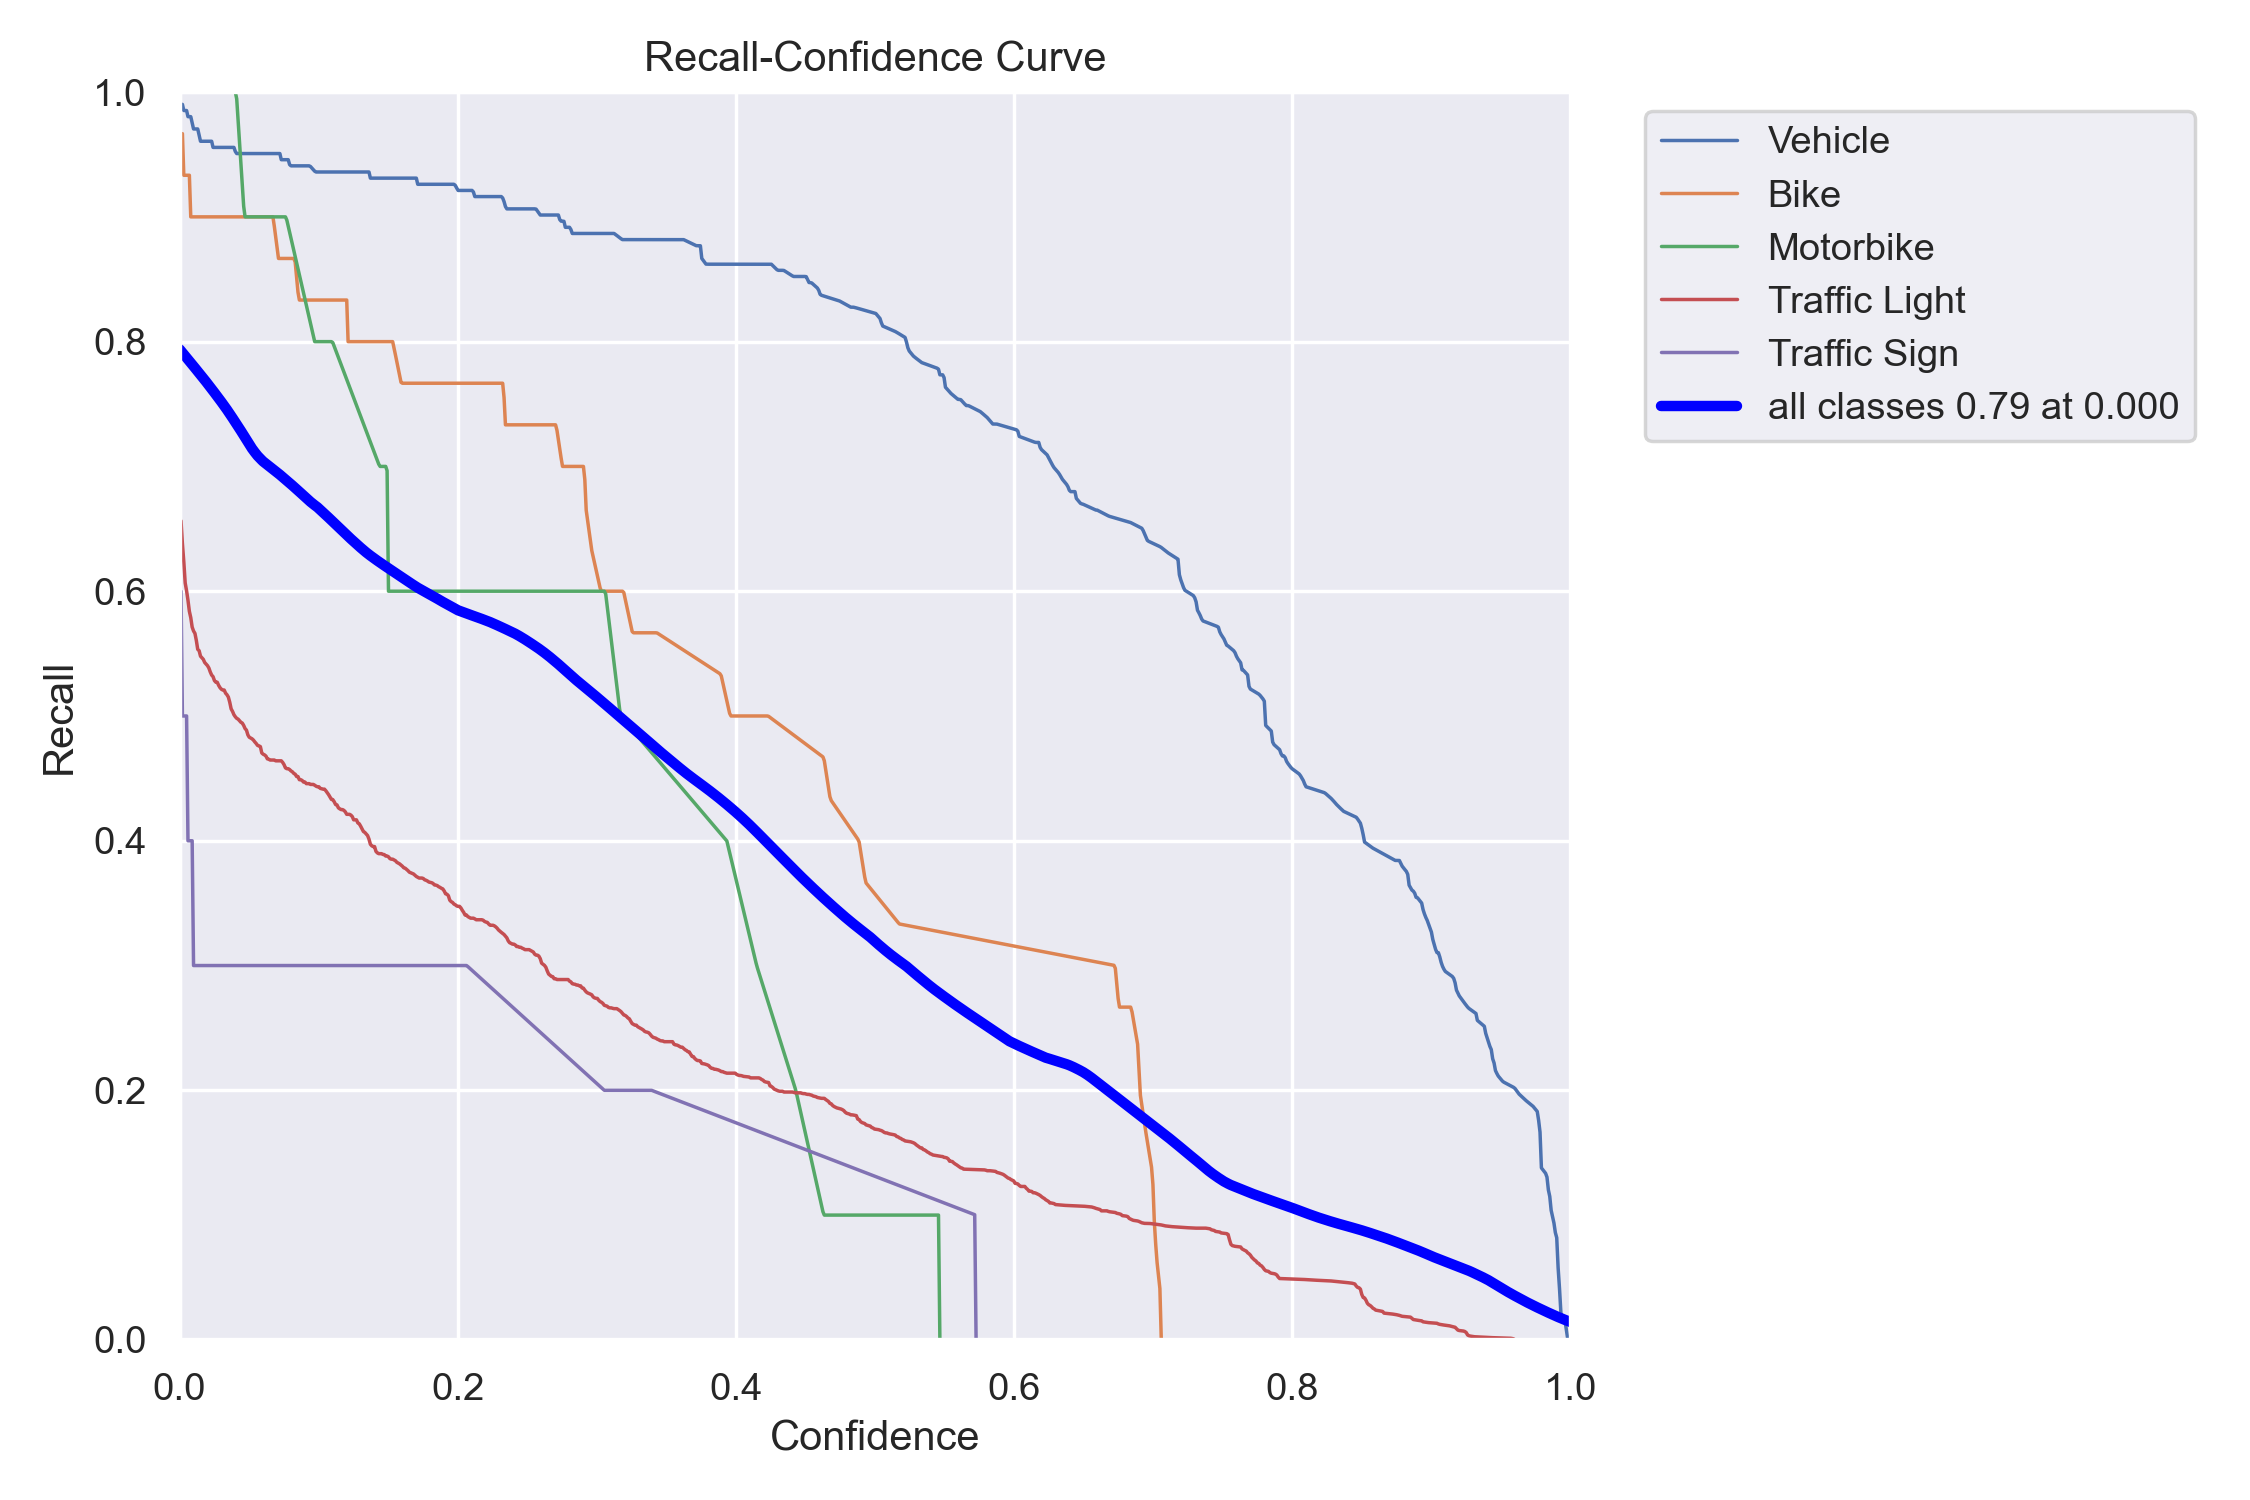 Recall-Confidence Curve
1.0
0.8
0.6
0.4
0.2
0.0
Recall
0.0 0.2 0.4 0.6 0.8 1.0
Confidence
Vehicle
Bike
Motorbike
Traffic Light
Traffic Sign
all classes 0.79 at 0.000